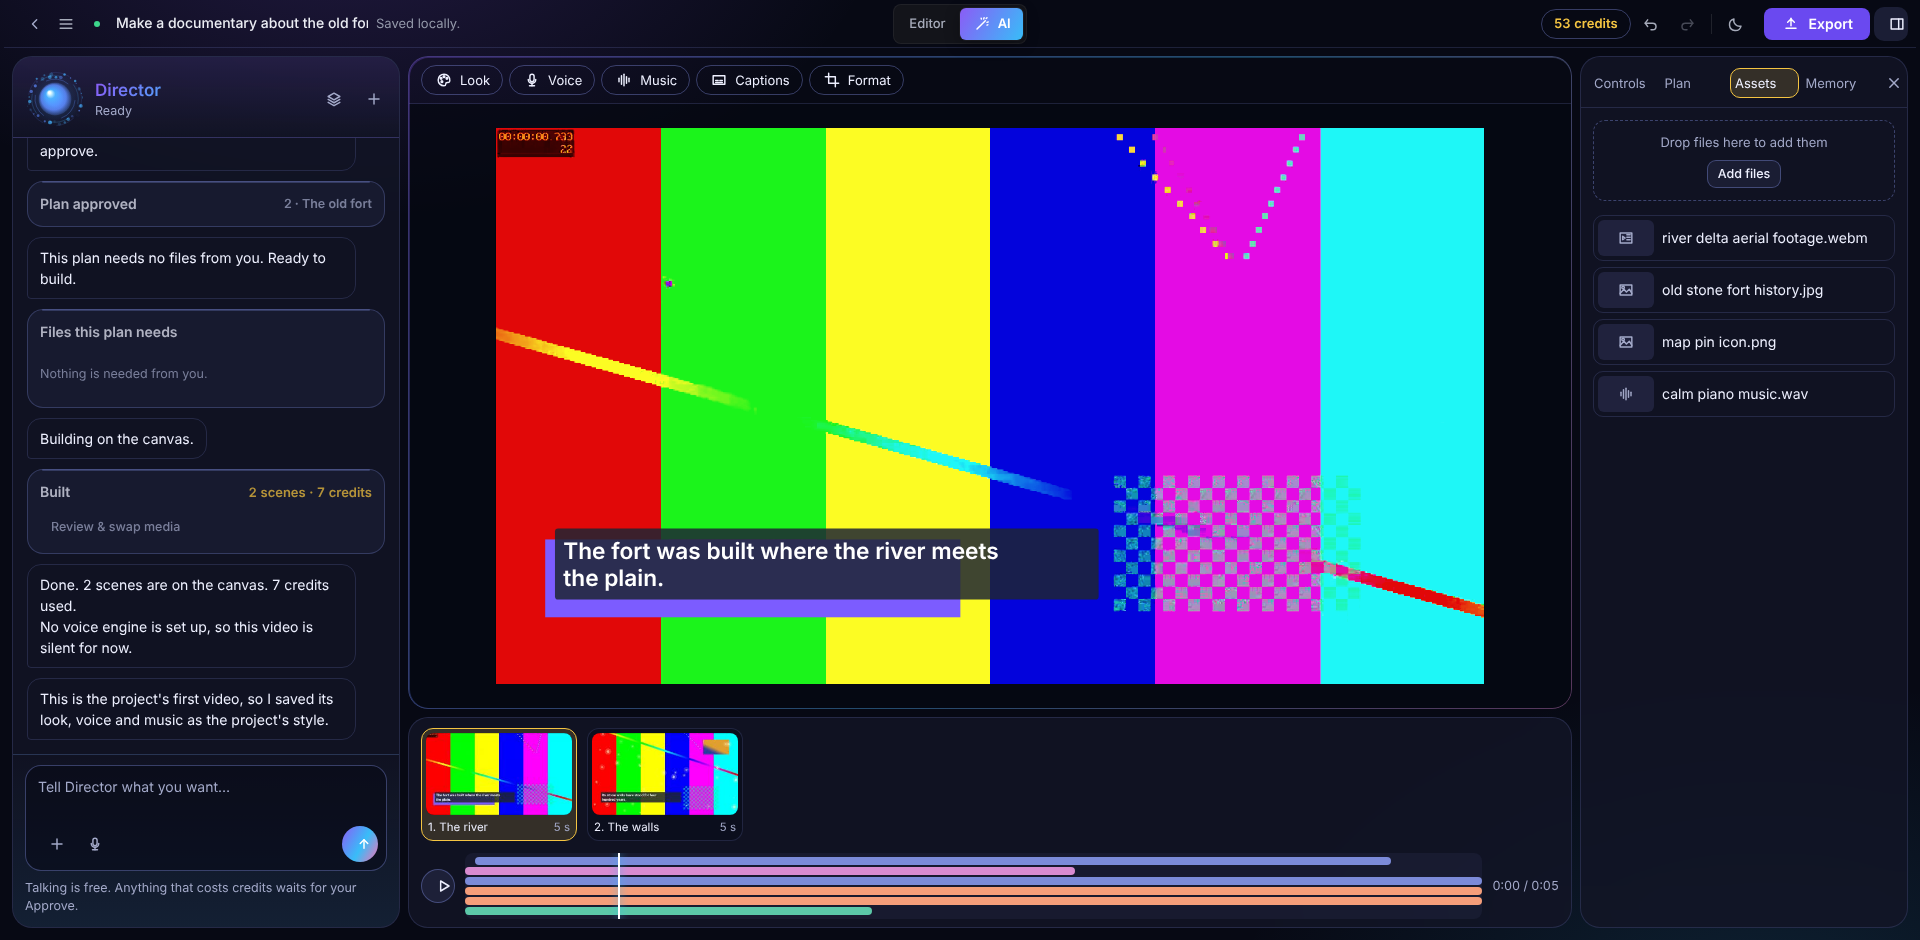 Make a documentary about the old for
Saved locally.
Editor
AI
53 credits
Export
Director
Ready
approve.
Plan approved
2 · The old fort
This plan needs no files from you. Ready to
build.
Files this plan needs
Nothing is needed from you.
Building on the canvas.
Built
2 scenes · 7 credits
Review & swap media
Done. 2 scenes are on the canvas. 7 credits
used.
No voice engine is set up, so this video is
silent for now.
This is the project's first video, so I saved its
look, voice and music as the project's style.
Tell Director what you want...
Talking is free. Anything that costs credits waits for your
Approve.
Look
Voice
Music
Captions
Format
00:00:00.733
22
The fort was built where the river meets
the plain.
1. The river
5 s
2. The walls
5 s
0:00 / 0:05
Controls
Plan
Assets
Memory
Drop files here to add them
Add files
river delta aerial footage.webm
old stone fort history.jpg
map pin icon.png
calm piano music.wav